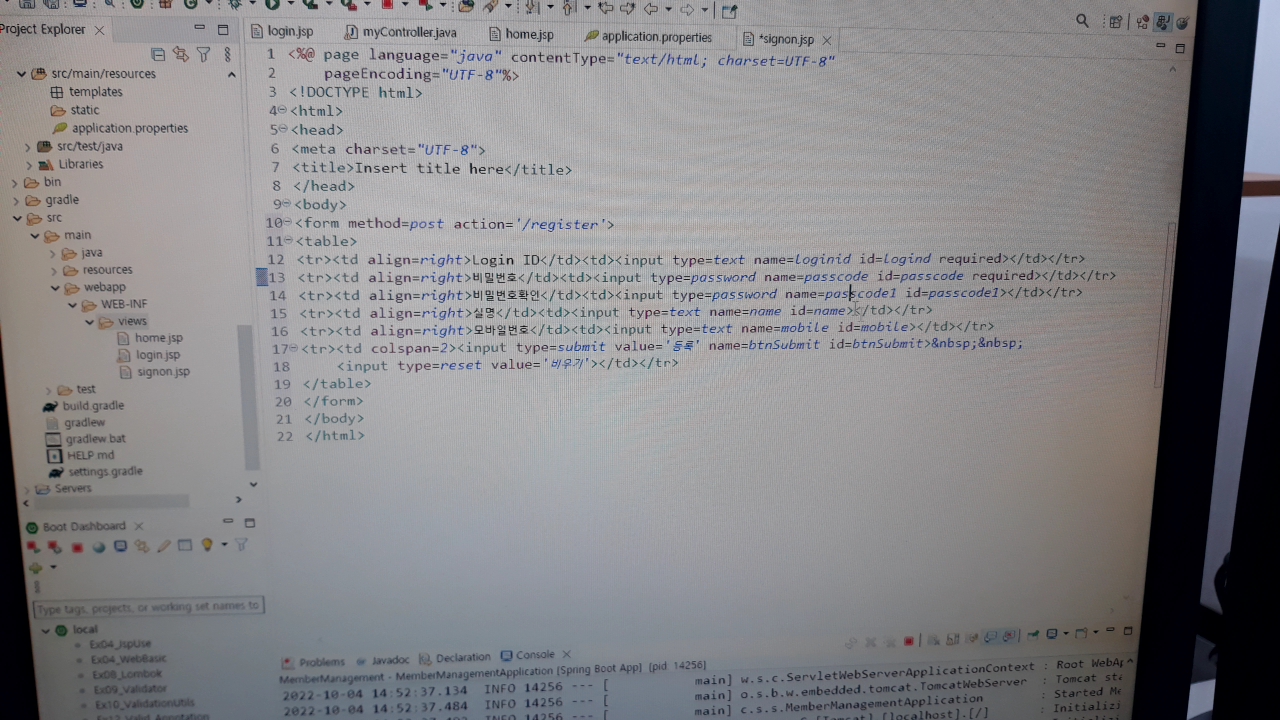 login.jsp
myController.java
home.jsp
application.properties
*signon.jsp
Project Explorer
src/main/resources
templates
static
application.properties
src/test/java
Libraries
bin
gradle
src
main
java
resources
webapp
WEB-INF
views
home.jsp
login.jsp
signon.jsp
test
build.gradle
gradlew
gradlew.bat
HELP.md
settings.gradle
Servers
1 <%@ page language="java" contentType="text/html; charset=UTF-8"
2 pageEncoding="UTF-8"%>
3 <!DOCTYPE html>
4 <html>
5 <head>
6 <meta charset="UTF-8">
7 <title>Insert title here</title>
8 </head>
9 <body>
10 <form method=post action='/register'>
11 <table>
12 <tr><td align=right>Login ID</td><td><input type=text name=loginid id=logind required></td></tr>
13 <tr><td align=right>비밀번호</td><td><input type=password name=passcode id=passcode required></td></tr>
14 <tr><td align=right>비밀번호확인</td><td><input type=password name=passcode1 id=passcode1></td></tr>
15 <tr><td align=right>실명</td><td><input type=text name=name id=name></td></tr>
16 <tr><td align=right>모바일번호</td><td><input type=text name=mobile id=mobile></td></tr>
17 <tr><td colspan=2><input type=submit value='등록' name=btnSubmit id=btnSubmit>&nbsp;&nbsp;
18 <input type=reset value='비우기'></td></tr>
19 </table>
20 </form>
21 </body>
22 </html>
Boot Dashboard
Type tags, projects, or working set names to
local
Ex04_JspUse
Ex04_WebBasic
Ex08_Lombok
Ex09_Validator
Ex10_ValidationUtils
Problems
Javadoc
Declaration
Console
MemberManagement - MemberManagementApplication [Spring Boot App] [pid: 14256]
2022-10-04 14:52:37.134 INFO 14256 --- [ main] w.s.c.ServletWebServerApplicationContext : Root WebAp
2022-10-04 14:52:37.484 INFO 14256 --- [ main] o.s.b.w.embedded.tomcat.TomcatWebServer : Tomcat sta
main] c.s.s.MemberManagementApplication : Started Me
[localhost].[/] : Initializi